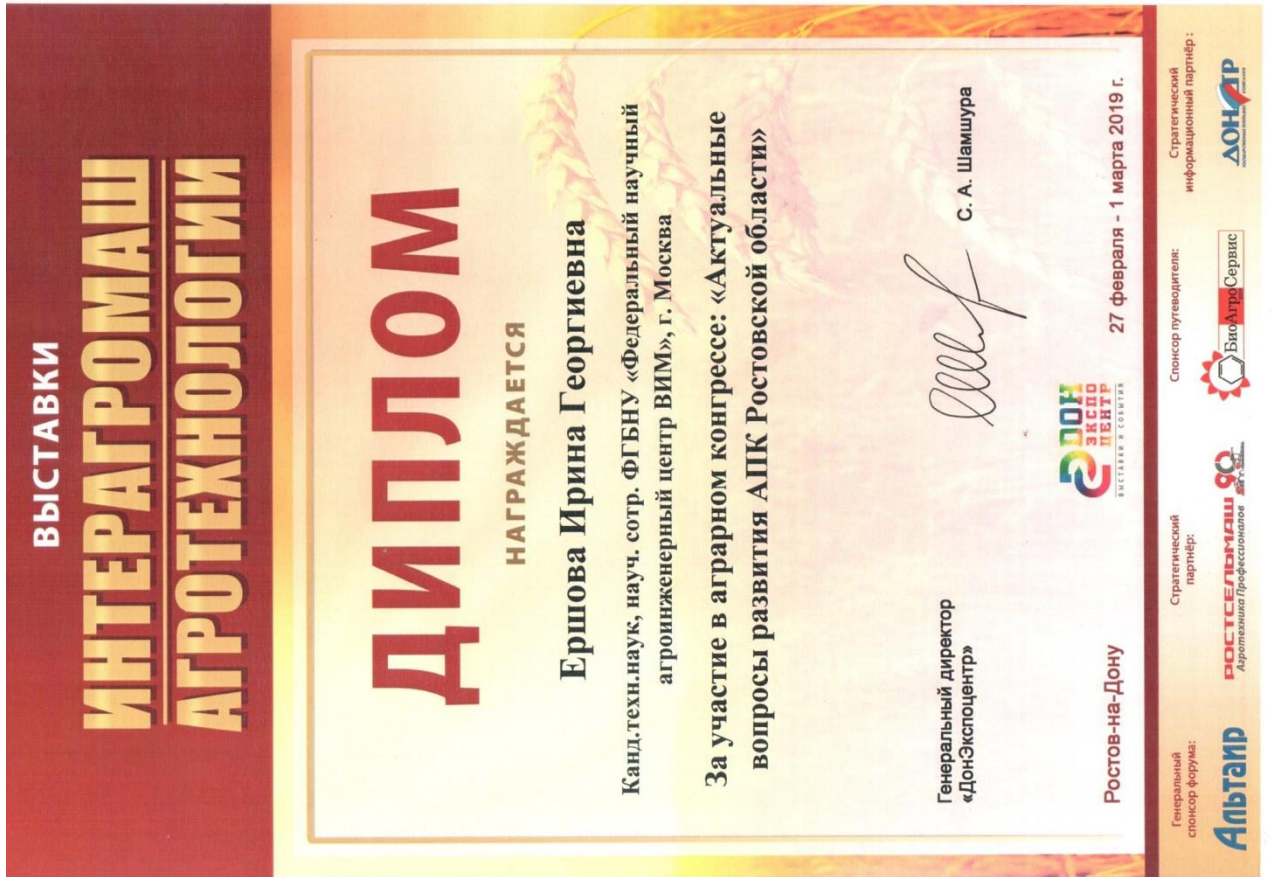 ВЫСТАВКИ
ИНТЕРАГРОМАШ
АГРОТЕХНОЛОГИИ
ДИПЛОМ
НАГРАЖДАЕТСЯ
Ершова Ирина Георгиевна
Канд.техн.наук, науч. сотр. ФГБНУ «Федеральный научный
агроинженерный центр ВИМ», г. Москва
За участие в аграрном конгрессе: «Актуальные
вопросы развития АПК Ростовской области»
Генеральный директор
«ДонЭкспоцентр»
С. А. Шамшура
ДОН
ЭКСПО
ЦЕНТР
ВЫСТАВКИ И СОБЫТИЯ
Ростов-на-Дону
27 февраля - 1 марта 2019 г.
Генеральный
спонсор форума:
Альтаир
Стратегический
партнёр:
РОСТСЕЛЬМАШ 90
Агротехника Профессионалов
Спонсор путеводителя:
БиоАгроСервис
Стратегический
информационный партнёр:
ДОНТР